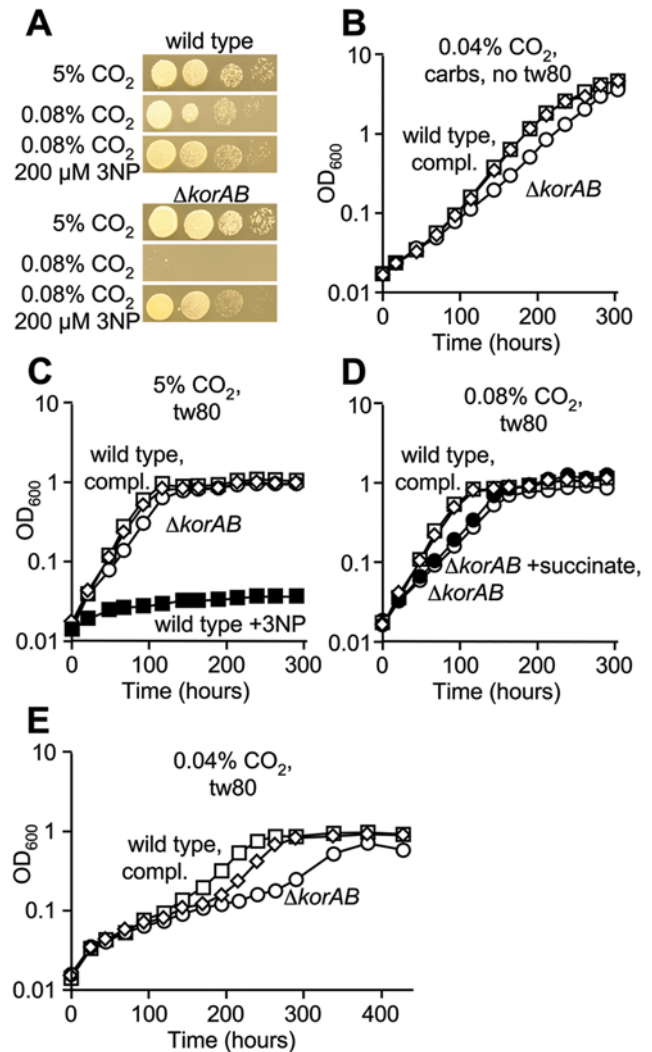 A
wild type
5% CO₂
0.08% CO₂
0.08% CO₂
200 µM 3NP
ΔkorAB
5% CO₂
0.08% CO₂
0.08% CO₂
200 µM 3NP
B
0.04% CO₂,
carbs, no tw80
10
1
0.1
0.01
OD₆₀₀
wild type,
compl.
ΔkorAB
0 100 200 300
Time (hours)
C
5% CO₂,
tw80
10
1
0.1
0.01
OD₆₀₀
wild type,
compl.
ΔkorAB
wild type +3NP
0 100 200 300
Time (hours)
D
0.08% CO₂,
tw80
10
1
0.1
0.01
OD₆₀₀
wild type,
compl.
ΔkorAB +succinate,
ΔkorAB
0 100 200 300
Time (hours)
E
0.04% CO₂,
tw80
10
1
0.1
0.01
OD₆₀₀
wild type,
compl.
ΔkorAB
0 100 200 300 400
Time (hours)